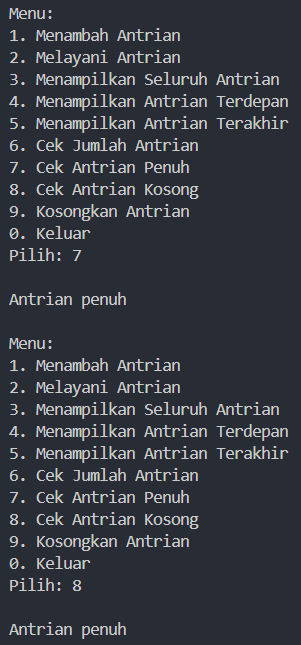 Menu:
1. Menambah Antrian
2. Melayani Antrian
3. Menampilkan Seluruh Antrian
4. Menampilkan Antrian Terdepan
5. Menampilkan Antrian Terakhir
6. Cek Jumlah Antrian
7. Cek Antrian Penuh
8. Cek Antrian Kosong
9. Kosongkan Antrian
0. Keluar
Pilih: 7
Antrian penuh
Menu:
1. Menambah Antrian
2. Melayani Antrian
3. Menampilkan Seluruh Antrian
4. Menampilkan Antrian Terdepan
5. Menampilkan Antrian Terakhir
6. Cek Jumlah Antrian
7. Cek Antrian Penuh
8. Cek Antrian Kosong
9. Kosongkan Antrian
0. Keluar
Pilih: 8
Antrian penuh